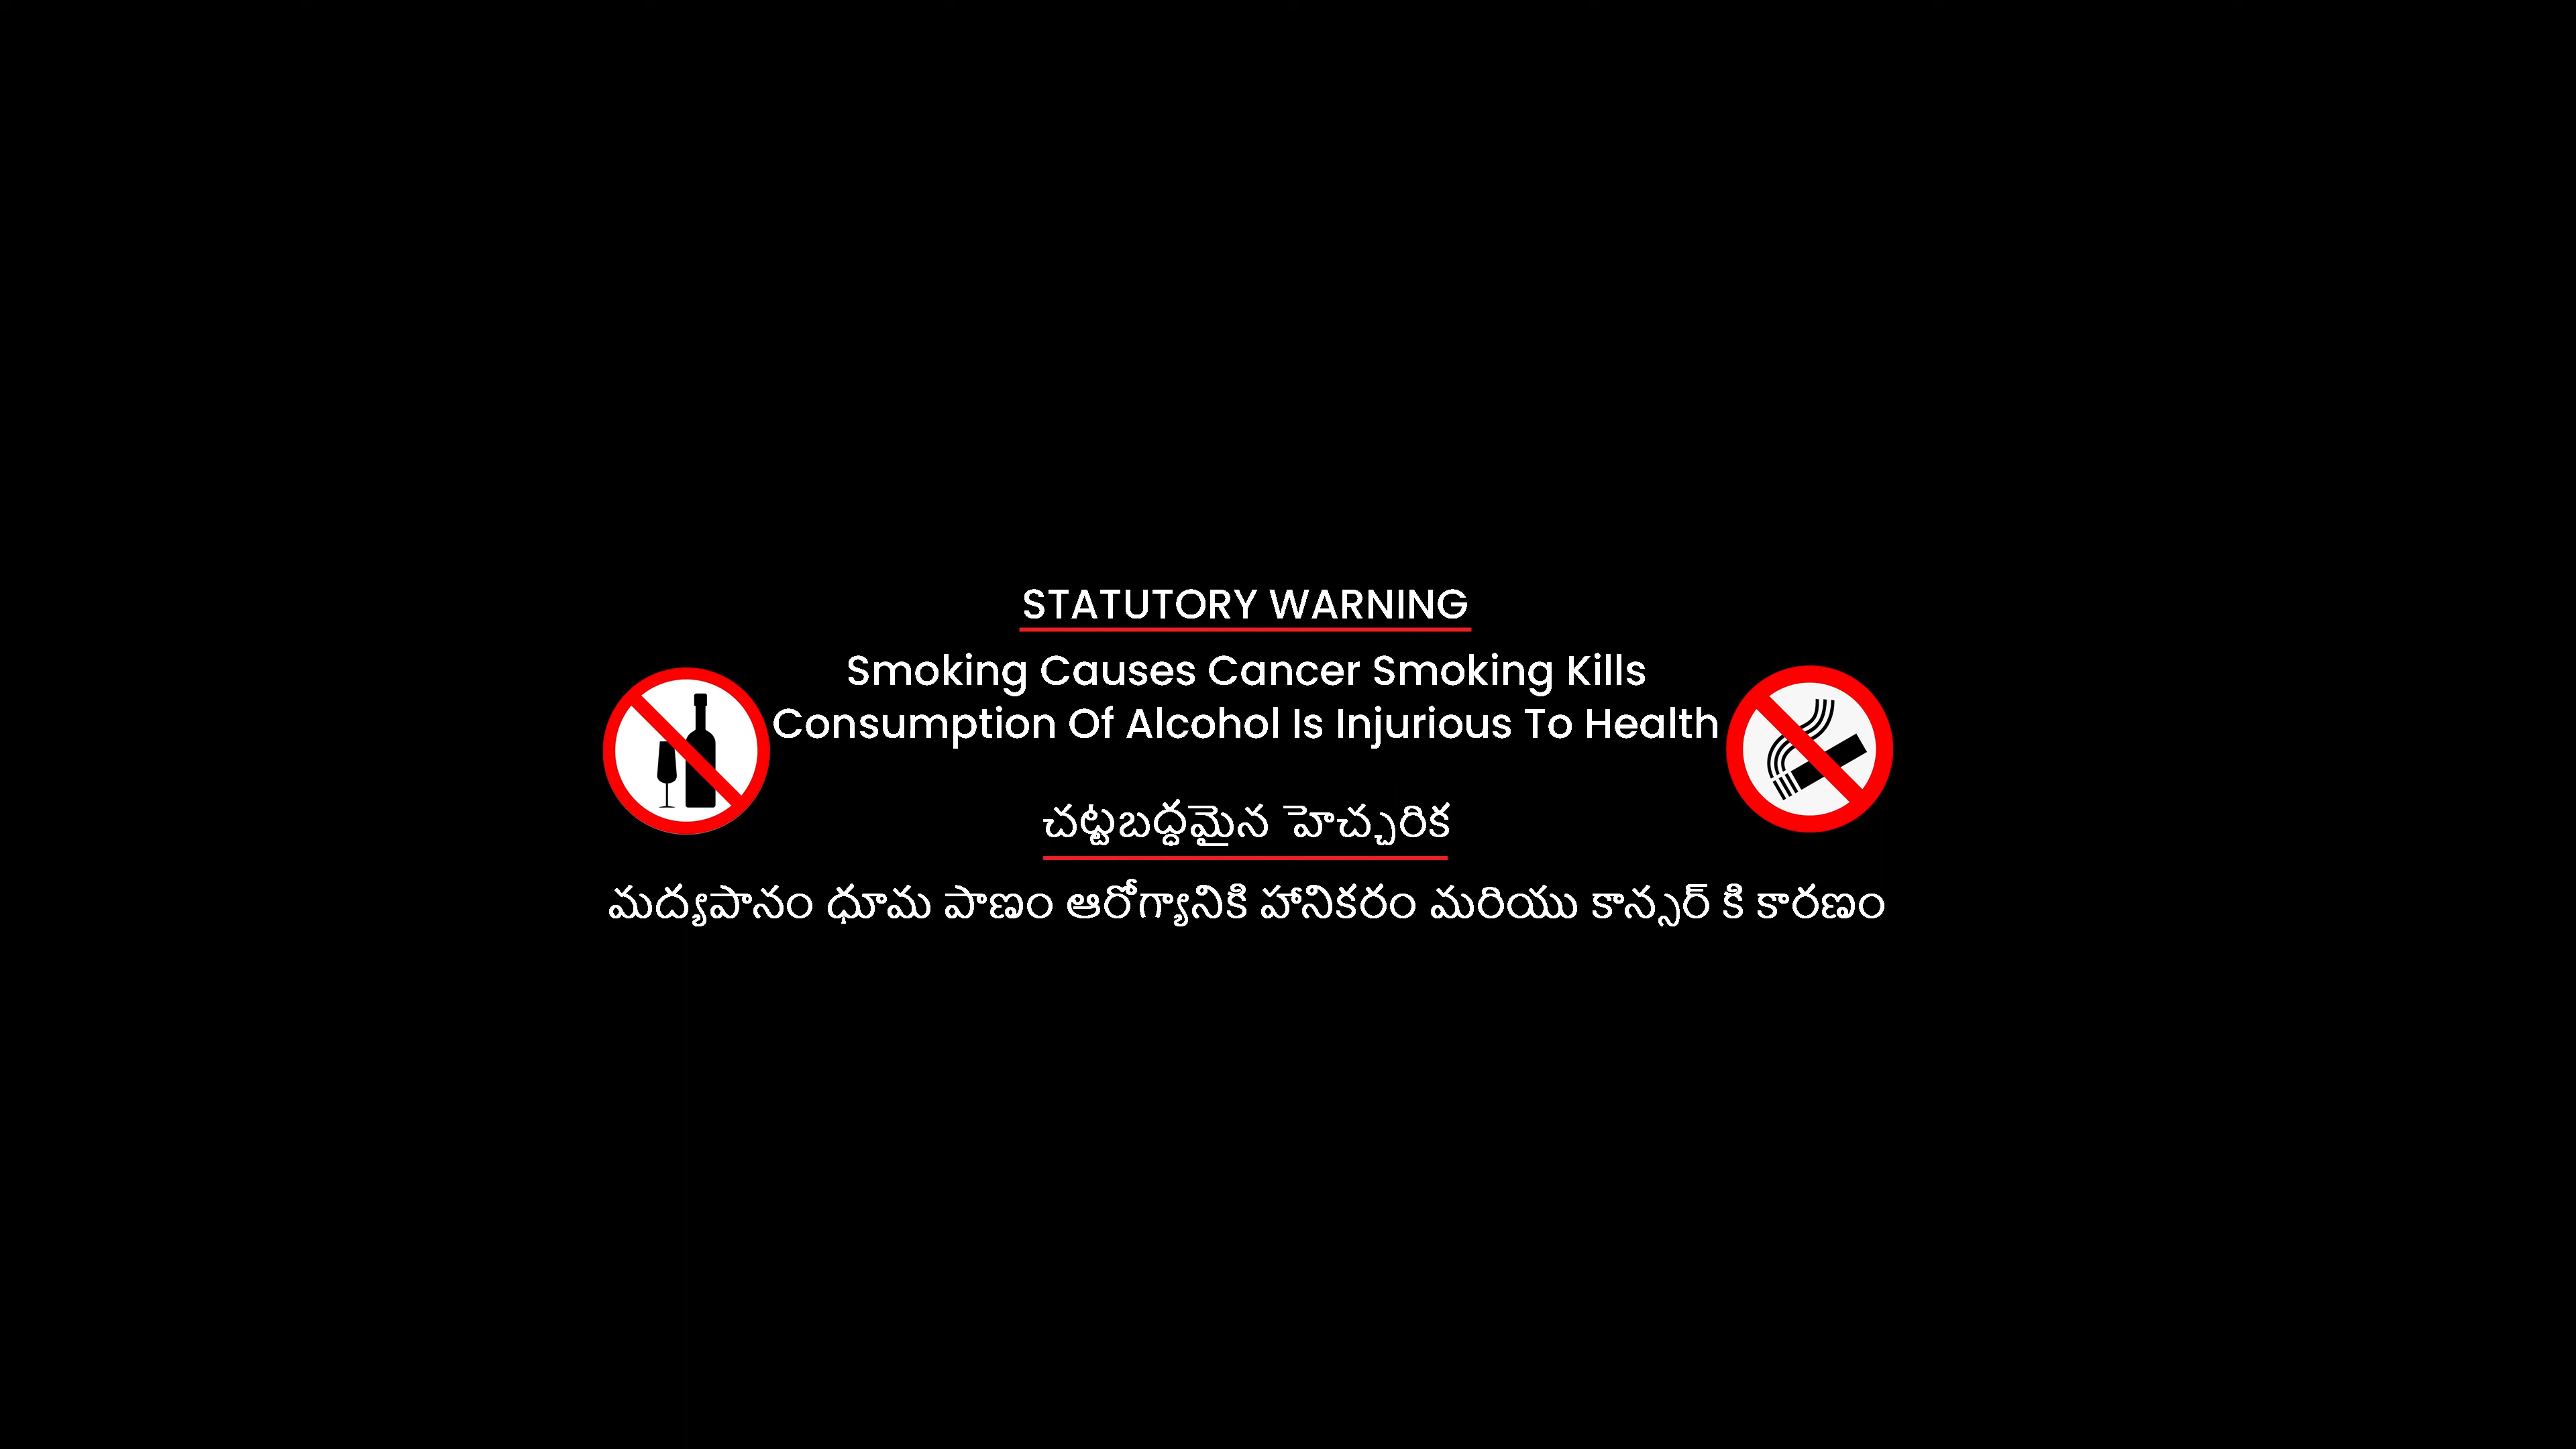 STATUTORY WARNING
Smoking Causes Cancer Smoking Kills
Consumption Of Alcohol Is Injurious To Health
చట్టబద్ధమైన హెచ్చరిక
మద్యపానం ధూమ పాణం ఆరోగ్యానికి హానికరం మరియు కాన్సర్ కి కారణం